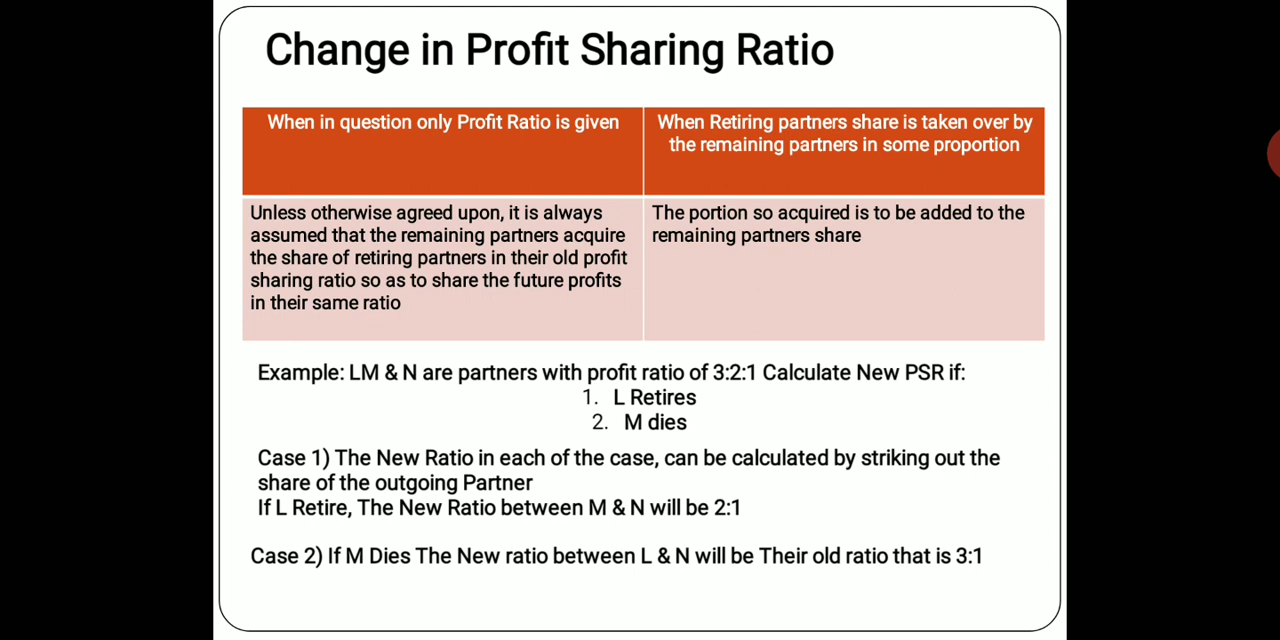 Change in Profit Sharing Ratio
When in question only Profit Ratio is given
When Retiring partners share is taken over by
the remaining partners in some proportion
Unless otherwise agreed upon, it is always
assumed that the remaining partners acquire
the share of retiring partners in their old profit
sharing ratio so as to share the future profits
in their same ratio
The portion so acquired is to be added to the
remaining partners share
Example: LM & N are partners with profit ratio of 3:2:1 Calculate New PSR if:
1. L Retires
2. M dies
Case 1) The New Ratio in each of the case, can be calculated by striking out the
share of the outgoing Partner
If L Retire, The New Ratio between M & N will be 2:1
Case 2) If M Dies The New ratio between L & N will be Their old ratio that is 3:1